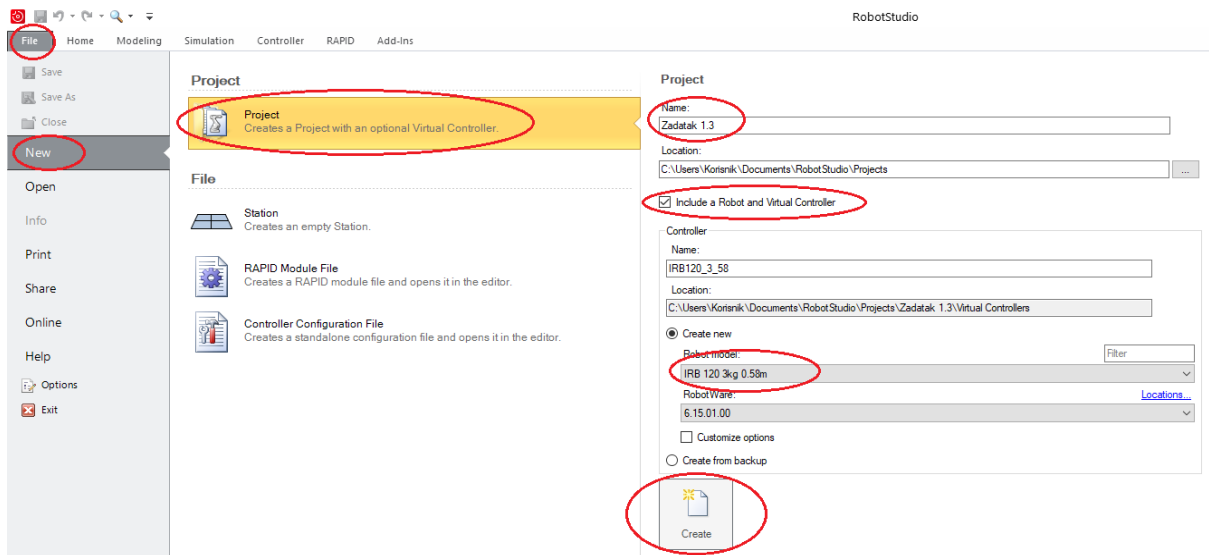 RobotStudio
File Home Modeling Simulation Controller RAPID Add-Ins
Save
Save As
Close
New
Open
Info
Print
Share
Online
Help
Options
Exit
Project
Project
Creates a Project with an optional Virtual Controller.
File
Station
Creates an empty Station.
RAPID Module File
Creates a RAPID module file and opens it in the editor.
Controller Configuration File
Creates a standalone configuration file and opens it in the editor.
Project
Name:
Zadatak 1.3
Location:
C:\Users\Korisnik\Documents\RobotStudio\Projects
...
Include a Robot and Virtual Controller
Controller
Name:
IRB120_3_58
Location:
C:\Users\Korisnik\Documents\RobotStudio\Projects\Zadatak 1.3\Virtual Controllers
Create new
Robot model: Filter
IRB 120 3kg 0.58m
RobotWare: Locations...
6.15.01.00
Customize options
Create from backup
Create